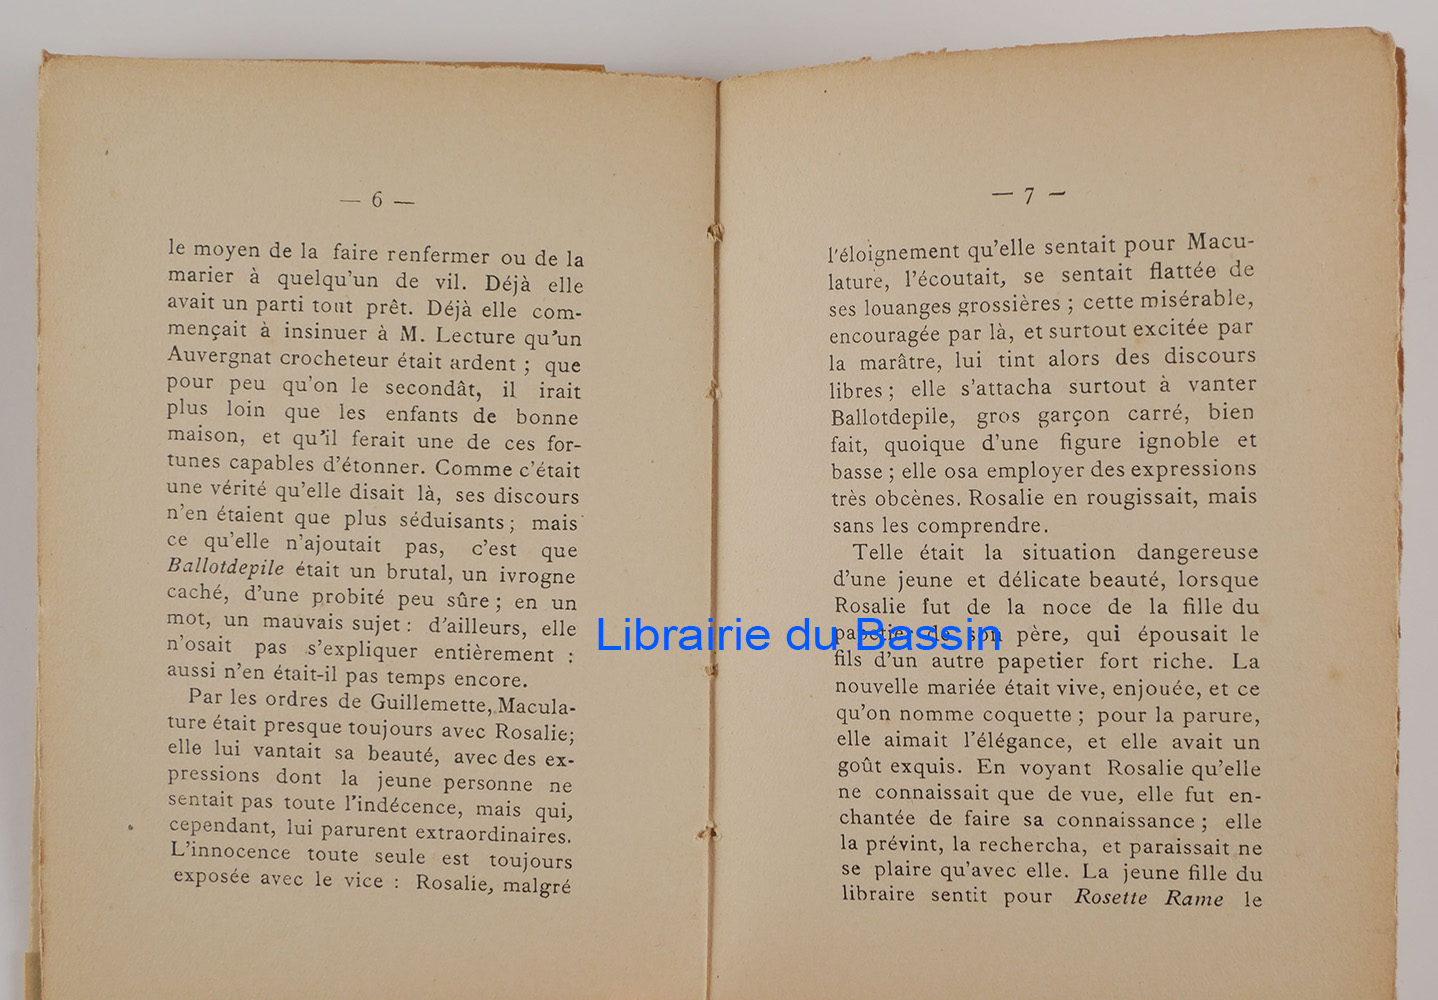 — 6 —
le moyen de la faire renfermer ou de la
marier à quelqu'un de vil. Déjà elle
avait un parti tout prêt. Déjà elle com-
mençait à insinuer à M. Lecture qu'un
Auvergnat crocheteur était ardent ; que
pour peu qu'on le secondât, il irait
plus loin que les enfants de bonne
maison, et qu'il ferait une de ces for-
tunes capables d'étonner. Comme c'était
une vérité qu'elle disait là, ses discours
n'en étaient que plus séduisants ; mais
ce qu'elle n'ajoutait pas, c'est que
Ballotdepile était un brutal, un ivrogne
caché, d'une probité peu sûre ; en un
mot, un mauvais sujet : d'ailleurs, elle
n'osait pas s'expliquer entièrement :
aussi n'en était-il pas temps encore.
Par les ordres de Guillemette, Macula-
ture était presque toujours avec Rosalie;
elle lui vantait sa beauté, avec des ex-
pressions dont la jeune personne ne
sentait pas toute l'indécence, mais qui,
cependant, lui parurent extraordinaires.
L'innocence toute seule est toujours
exposée avec le vice : Rosalie, malgré
— 7 —
l'éloignement qu'elle sentait pour Macu-
lature, l'écoutait, se sentait flattée de
ses louanges grossières ; cette misérable,
encouragée par là, et surtout excitée par
la marâtre, lui tint alors des discours
libres ; elle s'attacha surtout à vanter
Ballotdepile, gros garçon carré, bien
fait, quoique d'une figure ignoble et
basse ; elle osa employer des expressions
très obcènes. Rosalie en rougissait, mais
sans les comprendre.
Telle était la situation dangereuse
d'une jeune et délicate beauté, lorsque
Rosalie fut de la noce de la fille du
papetier de son père, qui épousait le
fils d'un autre papetier fort riche. La
nouvelle mariée était vive, enjouée, et ce
qu'on nomme coquette ; pour la parure,
elle aimait l'élégance, et elle avait un
goût exquis. En voyant Rosalie qu'elle
ne connaissait que de vue, elle fut en-
chantée de faire sa connaissance ; elle
la prévint, la rechercha, et paraissait ne
se plaire qu'avec elle. La jeune fille du
libraire sentit pour Rosette Rame le
Librairie du Bassin